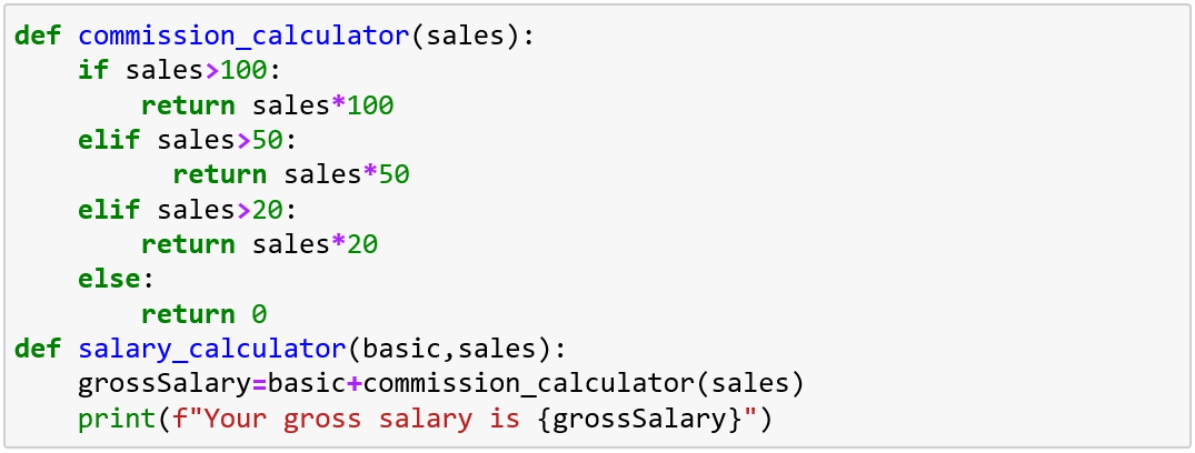 def commission_calculator(sales):
    if sales>100:
        return sales*100
    elif sales>50:
          return sales*50
    elif sales>20:
        return sales*20
    else:
        return 0
def salary_calculator(basic,sales):
    grossSalary=basic+commission_calculator(sales)
    print(f"Your gross salary is {grossSalary}")